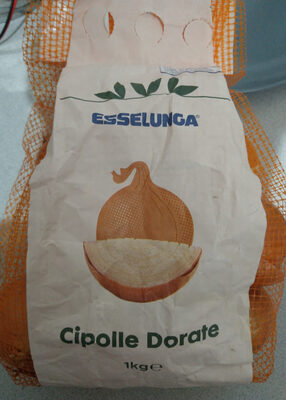 ESSELUNGA®
Cipolle Dorate
1kg℮